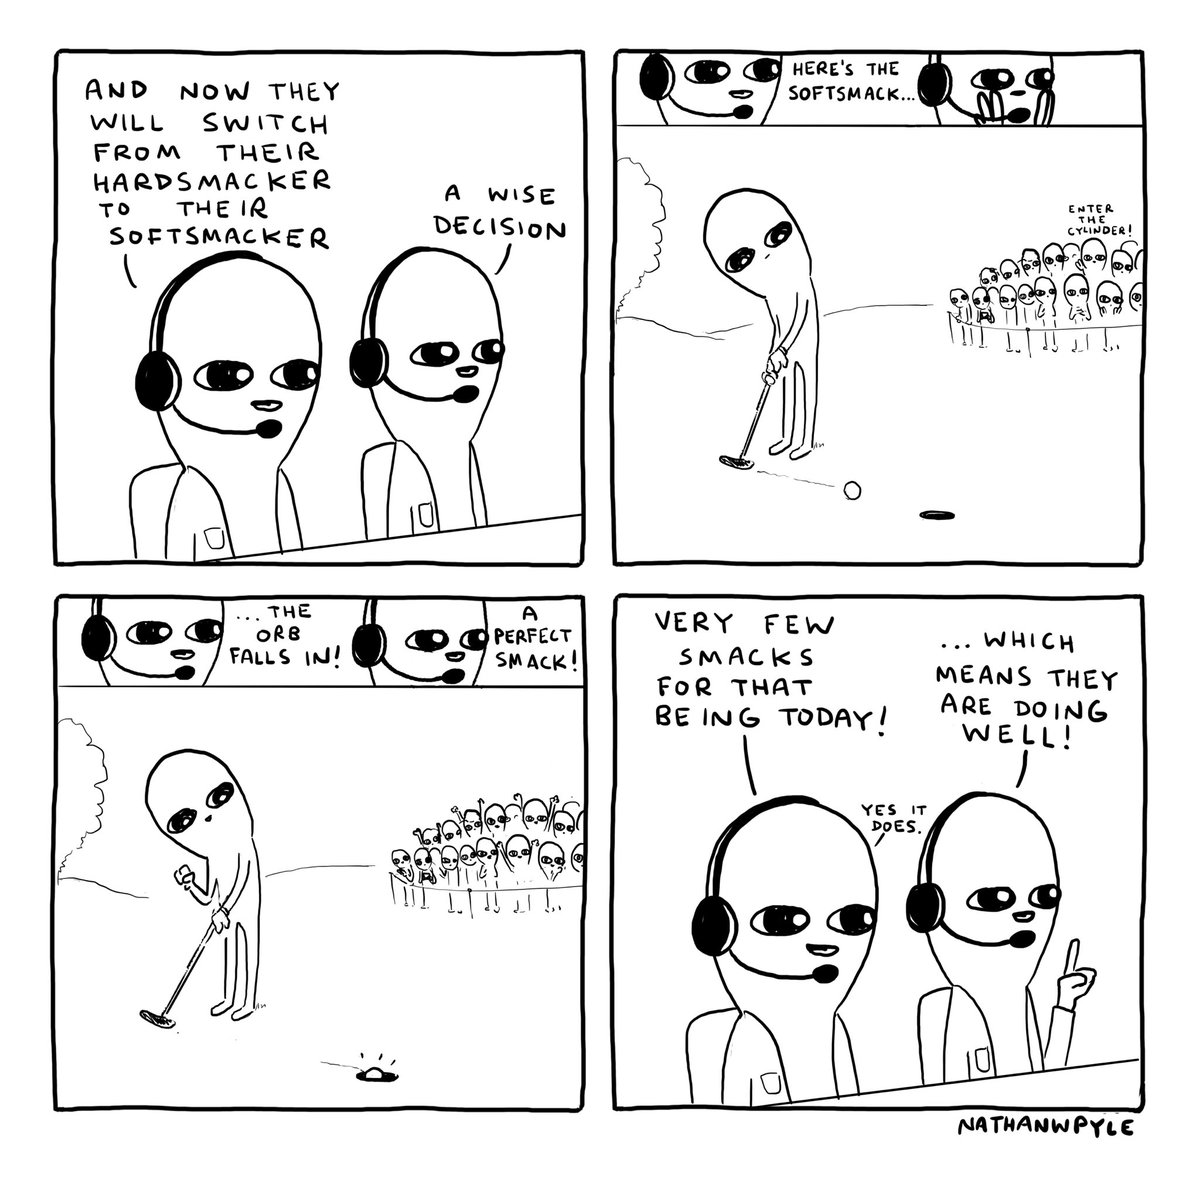 AND NOW THEY
WILL SWITCH
FROM THEIR
HARDSMACKER
TO THEIR
SOFTSMACKER
A WISE
DECISION
HERE'S THE
SOFTSMACK...
ENTER
THE
CYLINDER!
...THE
ORB
FALLS IN!
A
PERFECT
SMACK!
VERY FEW
SMACKS
FOR THAT
BEING TODAY!
YES IT
DOES.
...WHICH
MEANS THEY
ARE DOING
WELL!
NATHANWPYLE